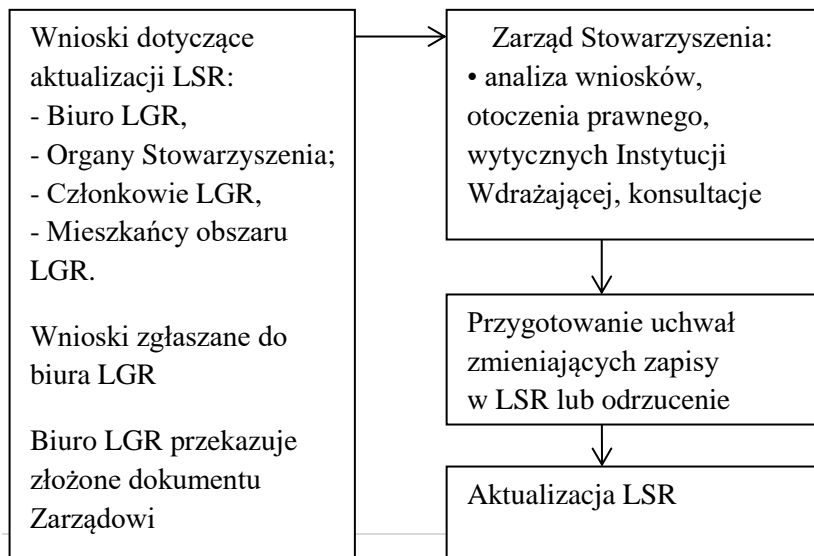 Wnioski dotyczące
aktualizacji LSR:
- Biuro LGR,
- Organy Stowarzyszenia;
- Członkowie LGR,
- Mieszkańcy obszaru
LGR.
Wnioski zgłaszane do
biura LGR
Biuro LGR przekazuje
złożone dokumentu
Zarządowi
Zarząd Stowarzyszenia:
• analiza wniosków,
otoczenia prawnego,
wytycznych Instytucji
Wdrażającej, konsultacje
Przygotowanie uchwał
zmieniających zapisy
w LSR lub odrzucenie
Aktualizacja LSR